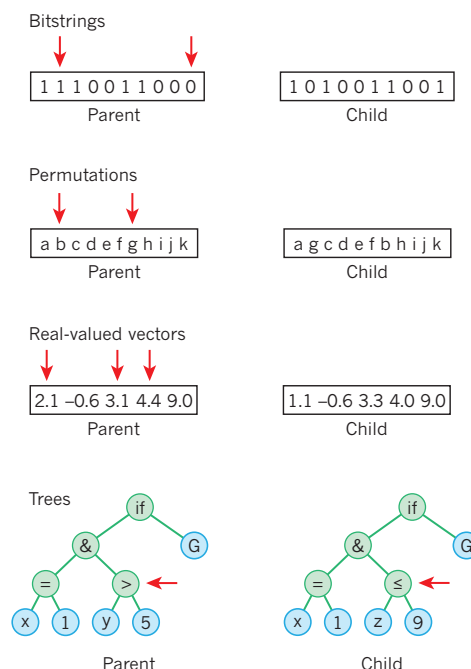 Bitstrings
1 1 1 0 0 1 1 0 0 0 1 0 1 0 0 1 1 0 0 1
Parent Child
Permutations
a b c d e f g h i j k a g c d e f b h i j k
Parent Child
Real-valued vectors
2.1 –0.6 3.1 4.4 9.0 1.1 –0.6 3.3 4.0 9.0
Parent Child
Trees
if if
& G & G
= > = ≤
x 1 y 5 x 1 z 9
Parent Child